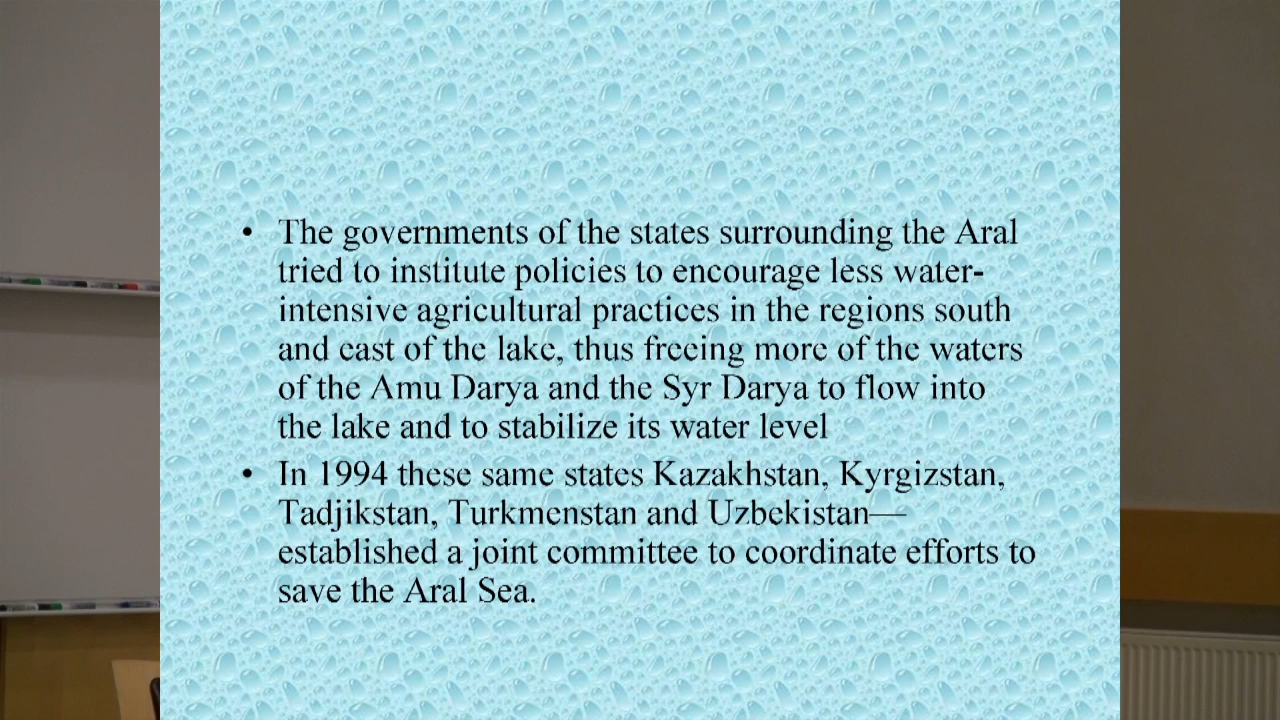 • The governments of the states surrounding the Aral
tried to institute policies to encourage less water-
intensive agricultural practices in the regions south
and east of the lake, thus freeing more of the waters
of the Amu Darya and the Syr Darya to flow into
the lake and to stabilize its water level
• In 1994 these same states Kazakhstan, Kyrgizstan,
Tadjikstan, Turkmenstan and Uzbekistan—
established a joint committee to coordinate efforts to
save the Aral Sea.